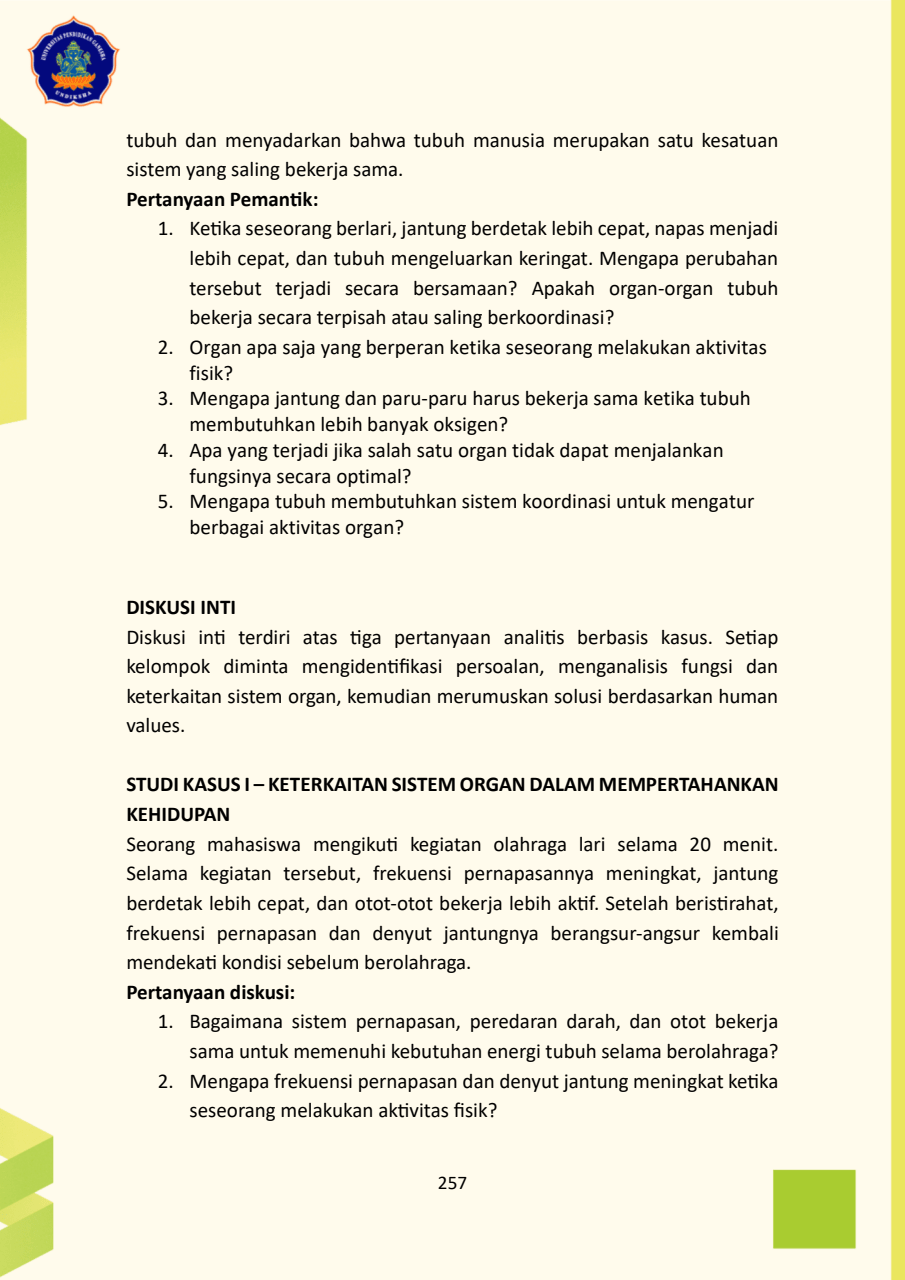 UNIVERSITAS PENDIDIKAN GANESHA
UNDIKSHA
tubuh dan menyadarkan bahwa tubuh manusia merupakan satu kesatuan
sistem yang saling bekerja sama.
Pertanyaan Pemantik:
1. Ketika seseorang berlari, jantung berdetak lebih cepat, napas menjadi
lebih cepat, dan tubuh mengeluarkan keringat. Mengapa perubahan
tersebut terjadi secara bersamaan? Apakah organ-organ tubuh
bekerja secara terpisah atau saling berkoordinasi?
2. Organ apa saja yang berperan ketika seseorang melakukan aktivitas
fisik?
3. Mengapa jantung dan paru-paru harus bekerja sama ketika tubuh
membutuhkan lebih banyak oksigen?
4. Apa yang terjadi jika salah satu organ tidak dapat menjalankan
fungsinya secara optimal?
5. Mengapa tubuh membutuhkan sistem koordinasi untuk mengatur
berbagai aktivitas organ?
DISKUSI INTI
Diskusi inti terdiri atas tiga pertanyaan analitis berbasis kasus. Setiap
kelompok diminta mengidentifikasi persoalan, menganalisis fungsi dan
keterkaitan sistem organ, kemudian merumuskan solusi berdasarkan human
values.
STUDI KASUS I – KETERKAITAN SISTEM ORGAN DALAM MEMPERTAHANKAN
KEHIDUPAN
Seorang mahasiswa mengikuti kegiatan olahraga lari selama 20 menit.
Selama kegiatan tersebut, frekuensi pernapasannya meningkat, jantung
berdetak lebih cepat, dan otot-otot bekerja lebih aktif. Setelah beristirahat,
frekuensi pernapasan dan denyut jantungnya berangsur-angsur kembali
mendekati kondisi sebelum berolahraga.
Pertanyaan diskusi:
1. Bagaimana sistem pernapasan, peredaran darah, dan otot bekerja
sama untuk memenuhi kebutuhan energi tubuh selama berolahraga?
2. Mengapa frekuensi pernapasan dan denyut jantung meningkat ketika
seseorang melakukan aktivitas fisik?
257